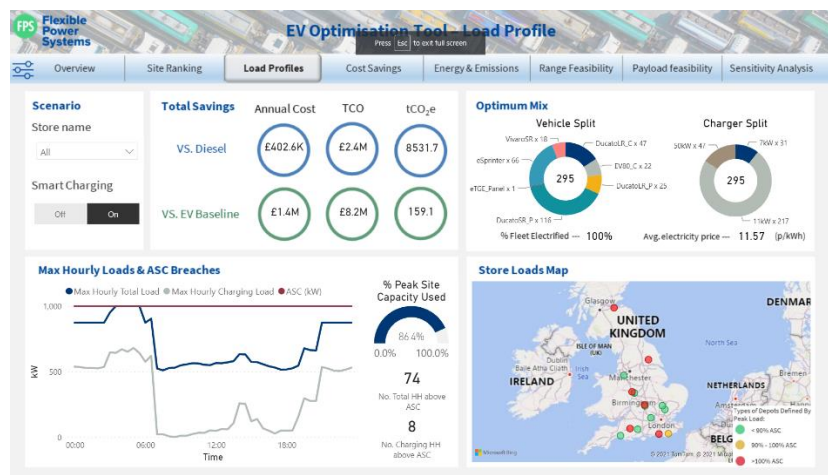 FPS Flexible
Power
Systems
EV Optimisation Tool – Load Profile
Press Esc to exit full screen
Overview
Site Ranking
Load Profiles
Cost Savings
Energy & Emissions
Range Feasibility
Payload feasibility
Sensitivity Analysis
Scenario
Store name
All
Smart Charging
Off
On
Total Savings
Annual Cost
TCO
tCO₂e
VS. Diesel
£402.6K
£2.4M
8531.7
VS. EV Baseline
£1.4M
£8.2M
159.1
Optimum Mix
Vehicle Split
VivaroSR x 18
DucatoLR_C x 47
eSprinter x 66
EV80_C x 22
295
eTGE_Panel x 1
DucatoLR_P x 25
DucatoSR_P x 116
% Fleet Electrified — 100%
Charger Split
50kW x 47
7kW x 31
295
11kW x 217
Avg. electricity price — 11.57 (p/kWh)
Max Hourly Loads & ASC Breaches
Max Hourly Total Load
Max Hourly Charging Load
ASC (kW)
1,000
500
0
kW
00:00
06:00
12:00
18:00
Time
% Peak Site
Capacity Used
86.4%
0.0%
100.0%
74
No. Total HH above
ASC
8
No. Charging HH
above ASC
Store Loads Map
Glasgow
DENMAR
UNITED
KINGDOM
North Sea
ISLE OF MAN
(UK)
Dublin
Baile Átha Cliath
Irish
Sea
IRELAND
Manchester
Birmingham
NETHERLANDS
Bremen
London
BELG
Types of Depots Defined By
Peak Load:
< 90% ASC
90% - 100% ASC
>100% ASC
Microsoft Bing
© 2021 TomTom, © 2021 M